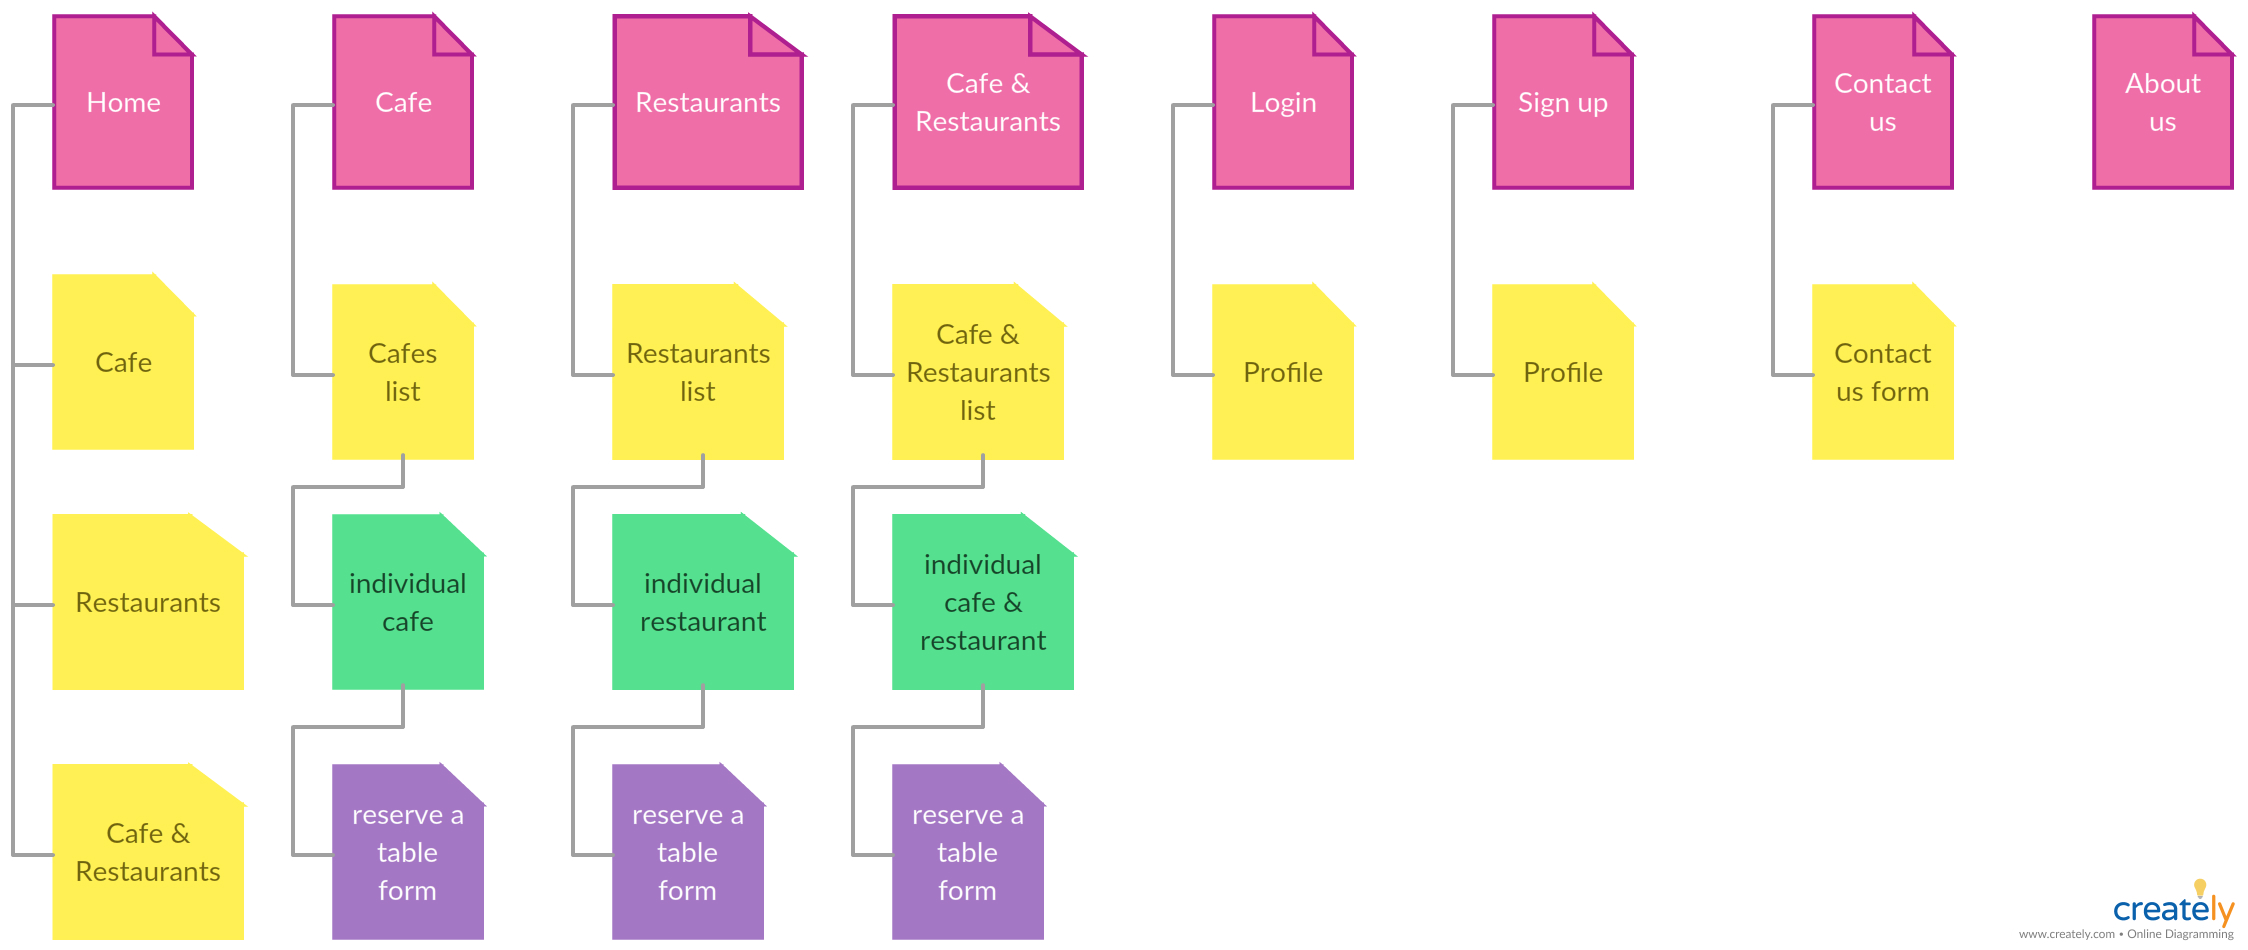 Home
Cafe
Restaurants
Cafe &
Restaurants
Login
Sign up
Contact
us
About
us
Cafe
Cafes
list
Restaurants
list
Cafe &
Restaurants
list
Profile
Profile
Contact
us form
Restaurants
individual
cafe
individual
restaurant
individual
cafe &
restaurant
Cafe &
Restaurants
reserve a
table
form
reserve a
table
form
reserve a
table
form
creately
www.creately.com • Online Diagramming